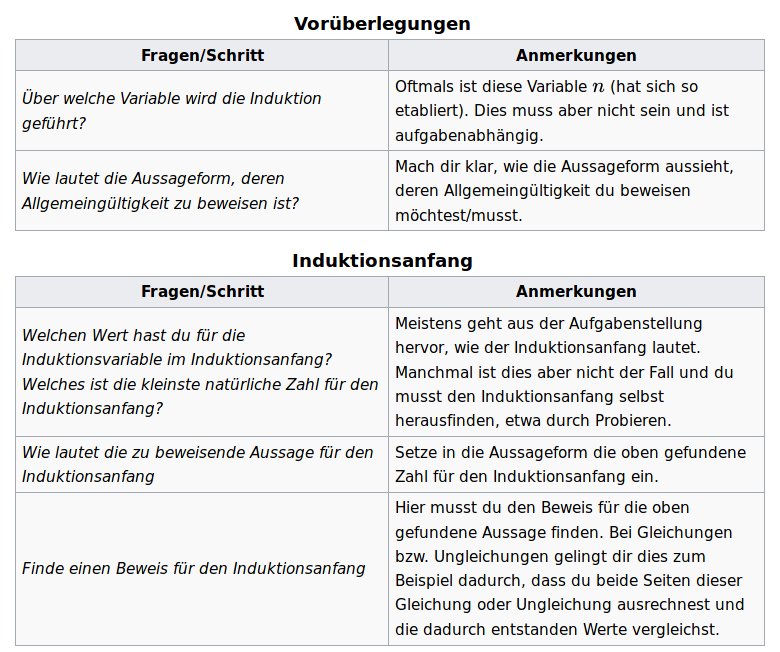 Vorüberlegungen
Fragen/Schritt
Anmerkungen
Über welche Variable wird die Induktion
geführt?
Oftmals ist diese Variable n (hat sich so
etabliert). Dies muss aber nicht sein und ist
aufgabenabhängig.
Wie lautet die Aussageform, deren
Allgemeingültigkeit zu beweisen ist?
Mach dir klar, wie die Aussageform aussieht,
deren Allgemeingültigkeit du beweisen
möchtest/musst.
Induktionsanfang
Fragen/Schritt
Anmerkungen
Welchen Wert hast du für die
Induktionsvariable im Induktionsanfang?
Welches ist die kleinste natürliche Zahl für den
Induktionsanfang?
Meistens geht aus der Aufgabenstellung
hervor, wie der Induktionsanfang lautet.
Manchmal ist dies aber nicht der Fall und du
musst den Induktionsanfang selbst
herausfinden, etwa durch Probieren.
Wie lautet die zu beweisende Aussage für den
Induktionsanfang
Setze in die Aussageform die oben gefundene
Zahl für den Induktionsanfang ein.
Finde einen Beweis für den Induktionsanfang
Hier musst du den Beweis für die oben
gefundene Aussage finden. Bei Gleichungen
bzw. Ungleichungen gelingt dir dies zum
Beispiel dadurch, dass du beide Seiten dieser
Gleichung oder Ungleichung ausrechnest und
die dadurch entstanden Werte vergleichst.